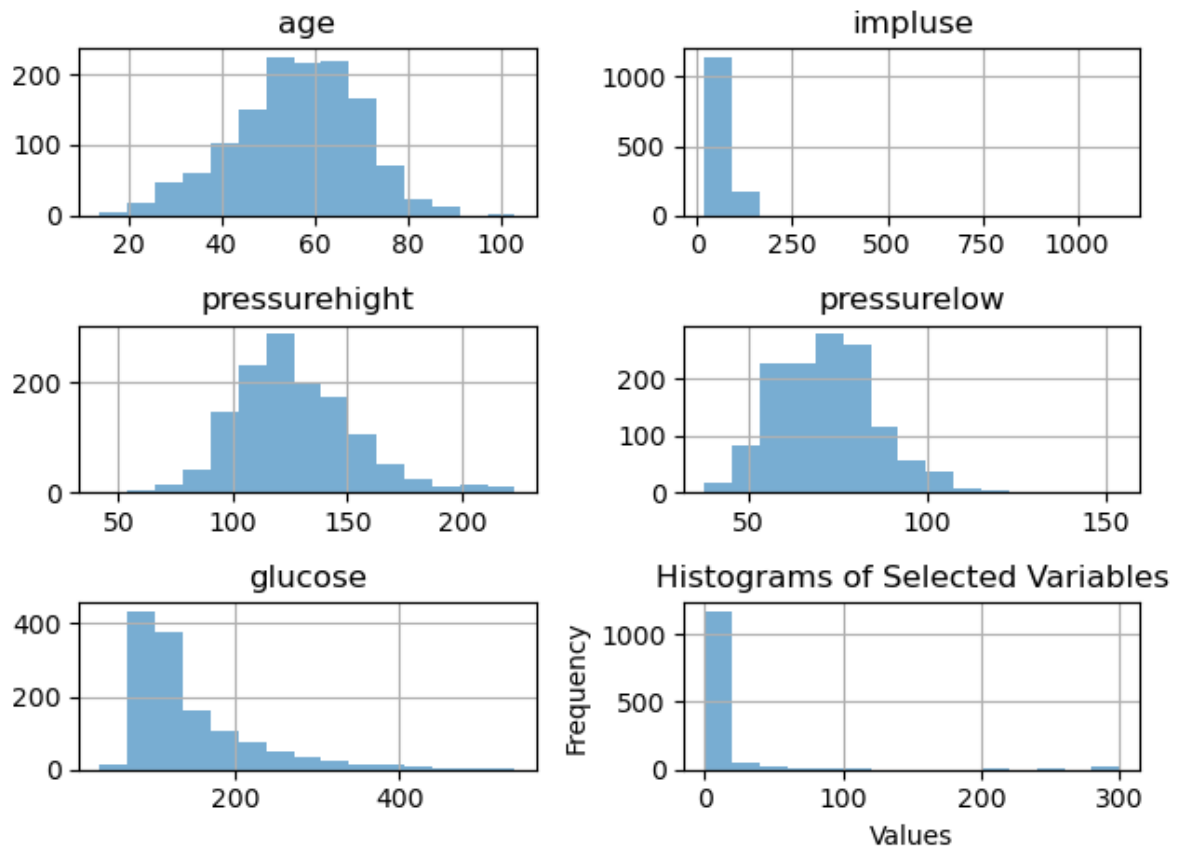 age
200
100
0
20 40 60 80 100
impluse
1000
500
0
0 250 500 750 1000
pressurehight
200
0
50 100 150 200
pressurelow
200
100
0
50 100 150
glucose
400
200
0
200 400
Histograms of Selected Variables
Frequency
1000
500
0
0 100 200 300
Values